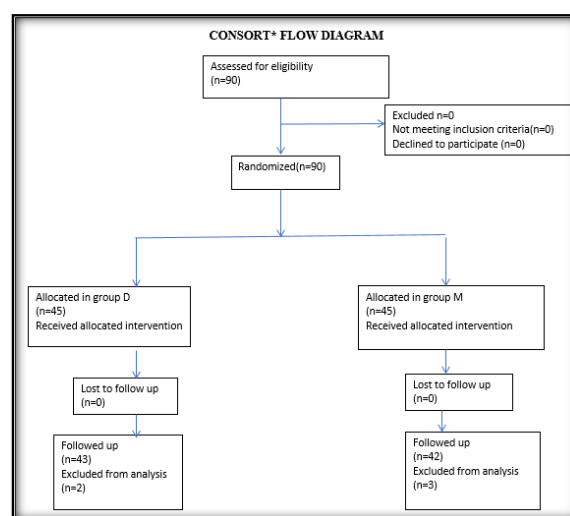 CONSORT* FLOW DIAGRAM
Assessed for eligibility
(n=90)
Excluded n=0
Not meeting inclusion criteria(n=0)
Declined to participate (n=0)
Randomized(n=90)
Allocated in group D
(n=45)
Received allocated intervention
Allocated in group M
(n=45)
Received allocated intervention
Lost to follow up
(n=0)
Lost to follow up
(n=0)
Followed up
(n=43)
Excluded from analysis
(n=2)
Followed up
(n=42)
Excluded from analysis
(n=3)